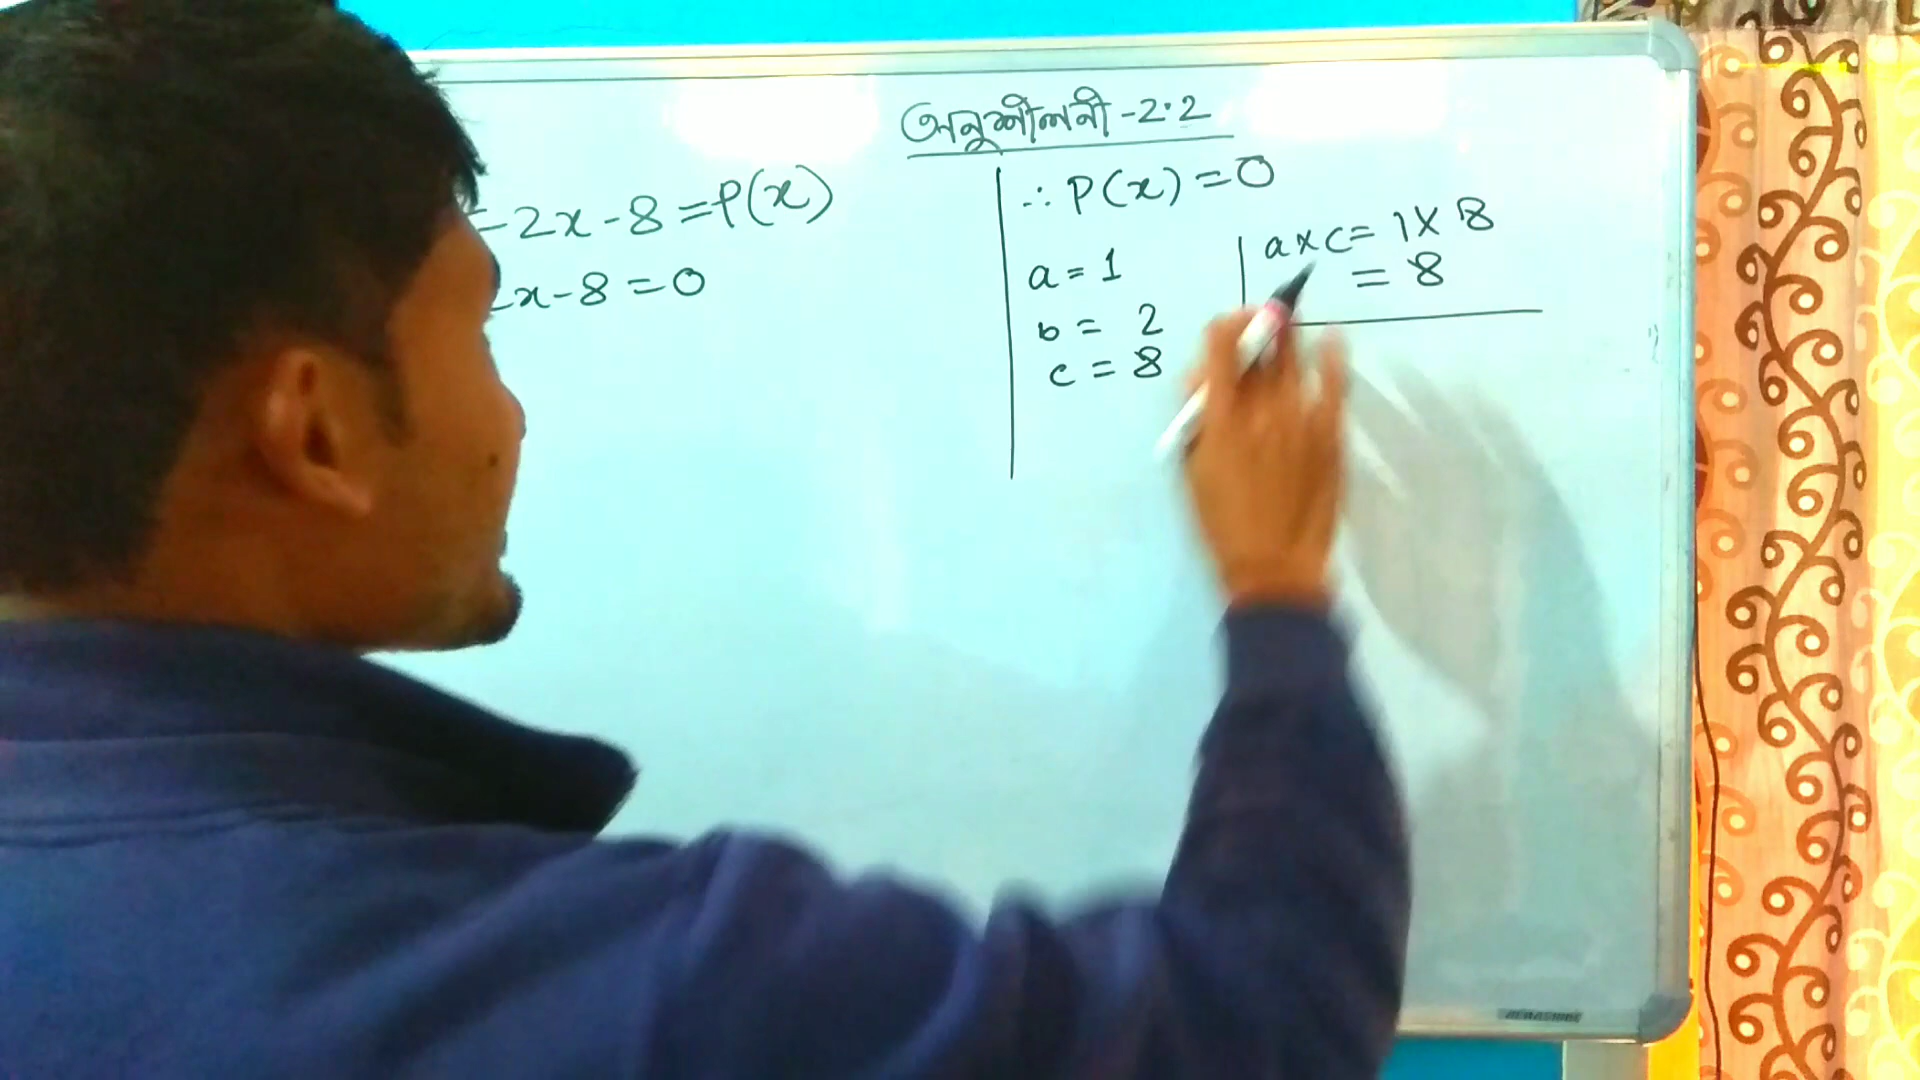 অনুশীলনী-2.2
-2x-8=P(x)
x-8=0
∴ P(x)=0
a=1
b= 2
c=8
a×c= 1× 8
= 8